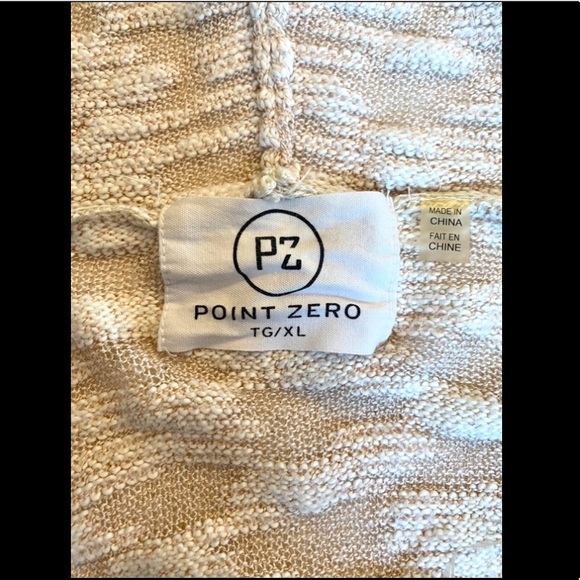 PZ
POINT ZERO
TG/XL
MADE IN
CHINA
FAIT EN
CHINE